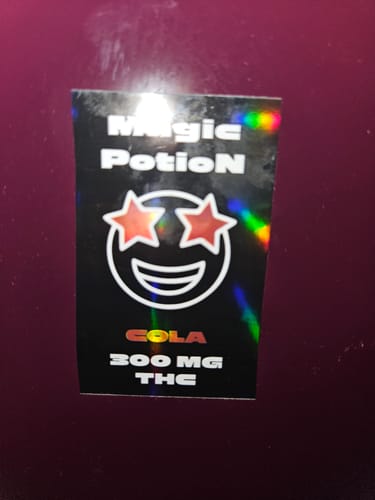 Magic
PotioN
COLA
300 MG
THC